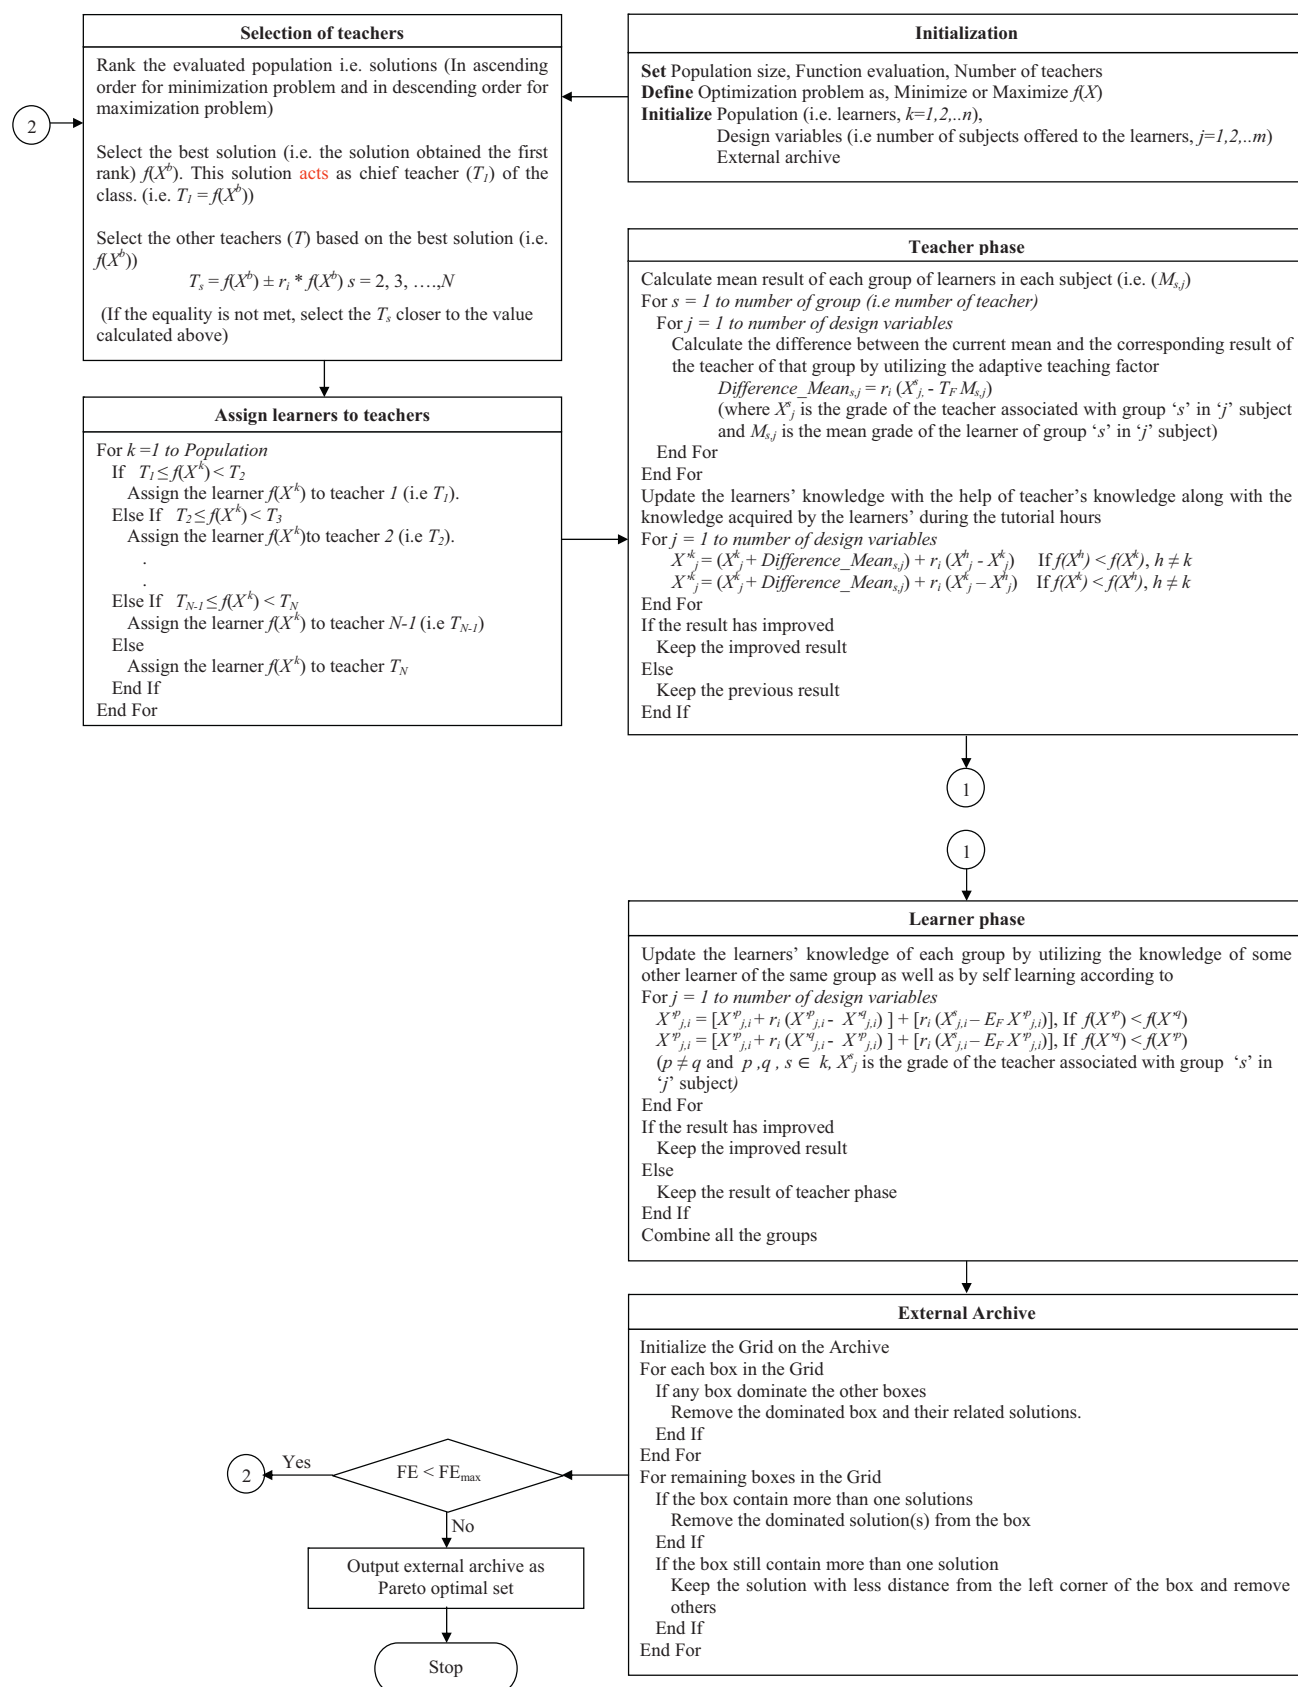 Initialization
Set Population size, Function evaluation, Number of teachers
Define Optimization problem as, Minimize or Maximize f(X)
Initialize Population (i.e. learners, k=1,2,..n),
Design variables (i.e number of subjects offered to the learners, j=1,2,..m)
External archive
2
Selection of teachers
Rank the evaluated population i.e. solutions (In ascending
order for minimization problem and in descending order for
maximization problem)
Select the best solution (i.e. the solution obtained the first
rank) f(X^b). This solution acts as chief teacher (T_1) of the
class. (i.e. T_1 = f(X^b))
Select the other teachers (T) based on the best solution (i.e.
f(X^b))
T_s = f(X^b) ± r_i * f(X^b) s = 2, 3, ….,N
(If the equality is not met, select the T_s closer to the value
calculated above)
Assign learners to teachers
For k =1 to Population
If T_1 ≤ f(X^k) < T_2
Assign the learner f(X^k) to teacher 1 (i.e T_1).
Else If T_2 ≤ f(X^k) < T_3
Assign the learner f(X^k)to teacher 2 (i.e T_2).
.
.
Else If T_{N-1} ≤ f(X^k) < T_N
Assign the learner f(X^k) to teacher N-1 (i.e T_{N-1})
Else
Assign the learner f(X^k) to teacher T_N
End If
End For
Teacher phase
Calculate mean result of each group of learners in each subject (i.e. (M_{s,j})
For s = 1 to number of group (i.e number of teacher)
For j = 1 to number of design variables
Calculate the difference between the current mean and the corresponding result of
the teacher of that group by utilizing the adaptive teaching factor
Difference_Mean_{s,j} = r_i (X^s_{j,} - T_F M_{s,j})
(where X^s_j is the grade of the teacher associated with group ‘s’ in ‘j’ subject
and M_{s,j} is the mean grade of the learner of group ‘s’ in ‘j’ subject)
End For
End For
Update the learners’ knowledge with the help of teacher’s knowledge along with the
knowledge acquired by the learners’ during the tutorial hours
For j = 1 to number of design variables
X'^k_j = (X^k_j + Difference_Mean_{s,j}) + r_i (X^h_j - X^k_j) If f(X^h) < f(X^k), h ≠ k
X'^k_j = (X^k_j + Difference_Mean_{s,j}) + r_i (X^k_j – X^h_j) If f(X^k) < f(X^h), h ≠ k
End For
If the result has improved
Keep the improved result
Else
Keep the previous result
End If
1
1
Learner phase
Update the learners’ knowledge of each group by utilizing the knowledge of some
other learner of the same group as well as by self learning according to
For j = 1 to number of design variables
X'^p_{j,i} = [X'^p_{j,i} + r_i (X'^p_{j,i} - X'^q_{j,i}) ] + [r_i (X^s_{j,i} – E_F X'^p_{j,i})], If f(X'^p) < f(X'^q)
X'^p_{j,i} = [X'^p_{j,i} + r_i (X'^q_{j,i} - X'^p_{j,i}) ] + [r_i (X^s_{j,i} – E_F X'^p_{j,i})], If f(X'^q) < f(X'^p)
(p ≠ q and p ,q , s ∈ k, X^s_j is the grade of the teacher associated with group ‘s’ in
‘j’ subject)
End For
If the result has improved
Keep the improved result
Else
Keep the result of teacher phase
End If
Combine all the groups
External Archive
Initialize the Grid on the Archive
For each box in the Grid
If any box dominate the other boxes
Remove the dominated box and their related solutions.
End If
End For
For remaining boxes in the Grid
If the box contain more than one solutions
Remove the dominated solution(s) from the box
End If
If the box still contain more than one solution
Keep the solution with less distance from the left corner of the box and remove
others
End If
End For
FE < FE_max
Yes
2
No
Output external archive as
Pareto optimal set
Stop